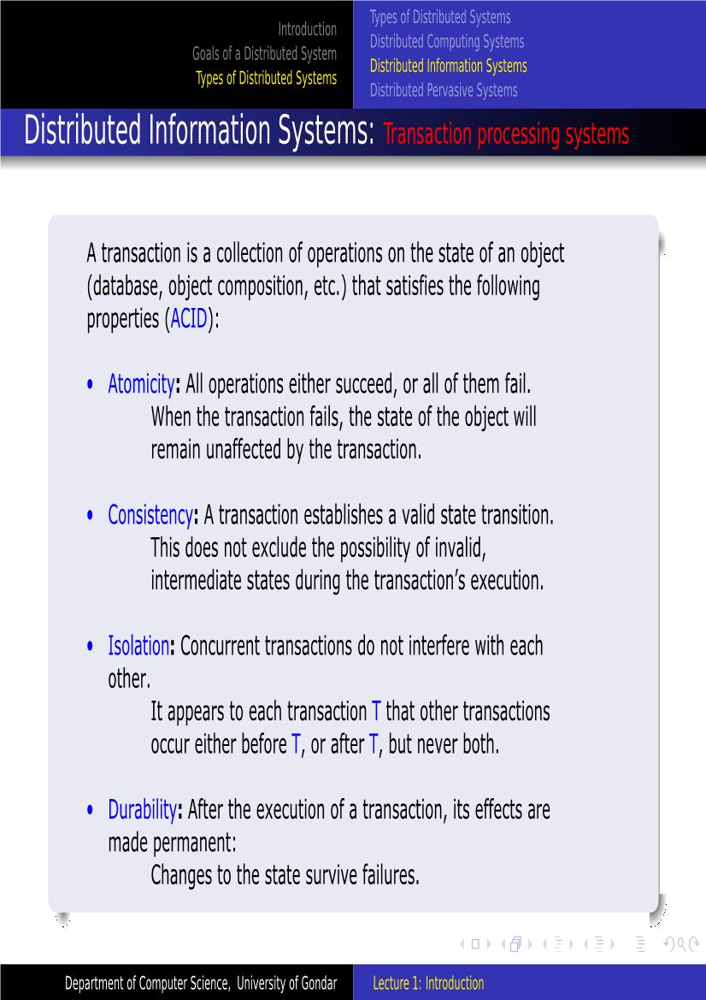 Introduction
Goals of a Distributed System
Types of Distributed Systems
Types of Distributed Systems
Distributed Computing Systems
Distributed Information Systems
Distributed Pervasive Systems
Distributed Information Systems: Transaction processing systems
A transaction is a collection of operations on the state of an object
(database, object composition, etc.) that satisfies the following
properties (ACID):
• Atomicity: All operations either succeed, or all of them fail.
When the transaction fails, the state of the object will
remain unaffected by the transaction.
• Consistency: A transaction establishes a valid state transition.
This does not exclude the possibility of invalid,
intermediate states during the transaction’s execution.
• Isolation: Concurrent transactions do not interfere with each
other.
It appears to each transaction T that other transactions
occur either before T, or after T, but never both.
• Durability: After the execution of a transaction, its effects are
made permanent:
Changes to the state survive failures.
Department of Computer Science, University of Gondar
Lecture 1: Introduction